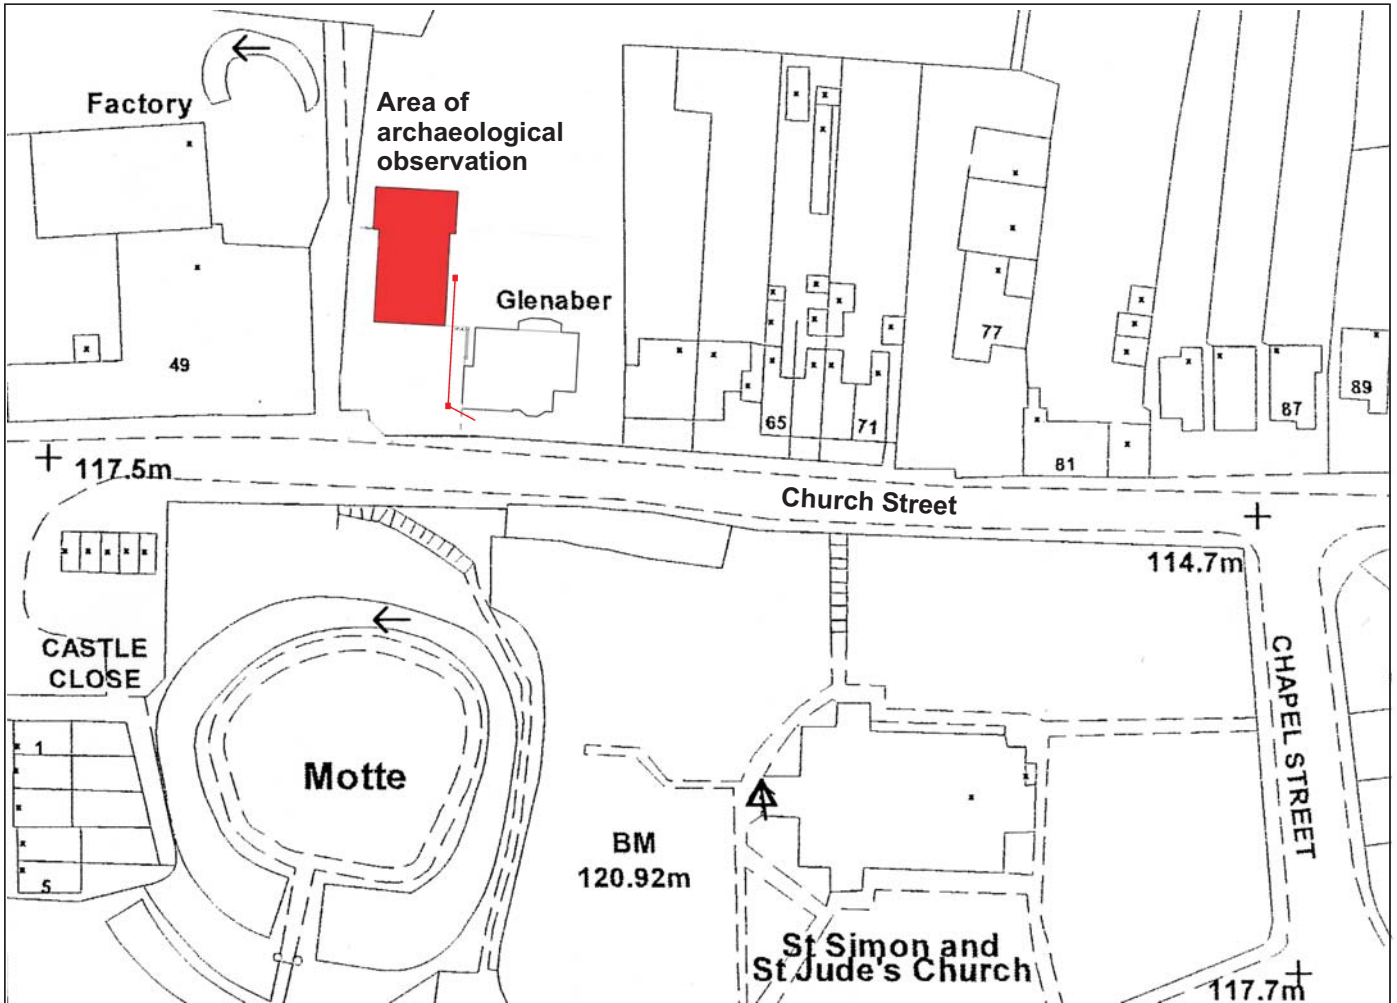 Factory
Area of
archaeological
observation
Glenaber
49
65
71
77
81
87
89
117.5m
Church Street
114.7m
CASTLE
CLOSE
CHAPEL STREET
1
5
Motte
BM
120.92m
St Simon and
St Jude's Church
117.7m